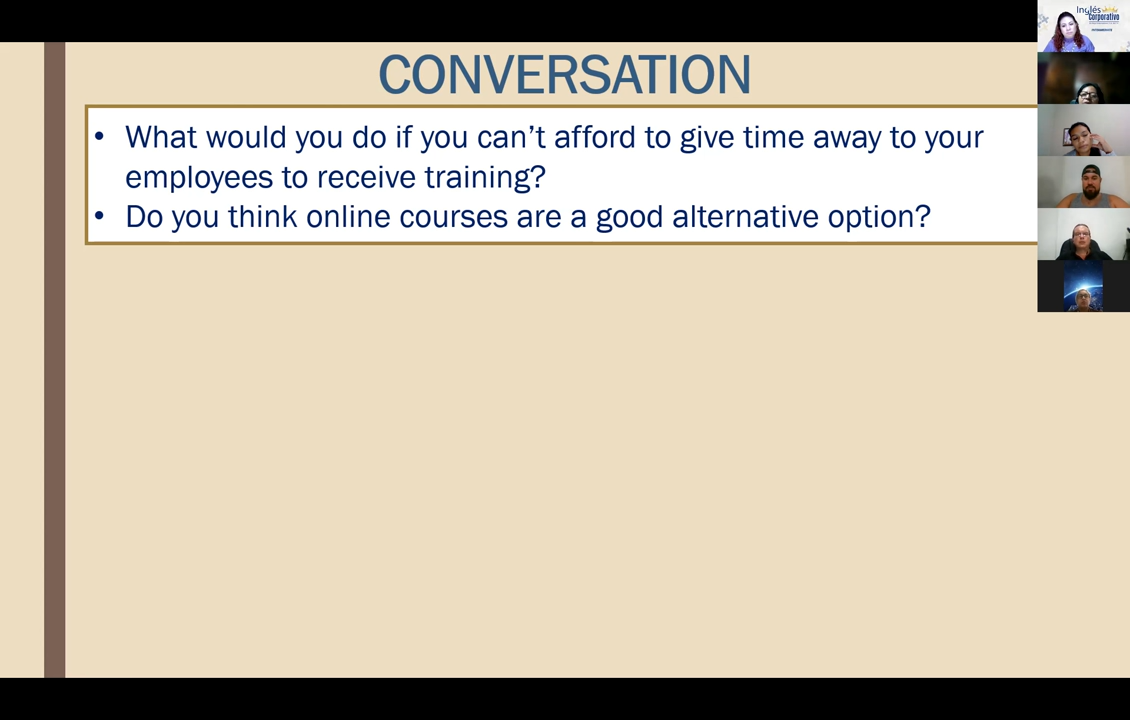 CONVERSATION
• What would you do if you can’t afford to give time away to your
employees to receive training?
• Do you think online courses are a good alternative option?
Inglés
Corporativo